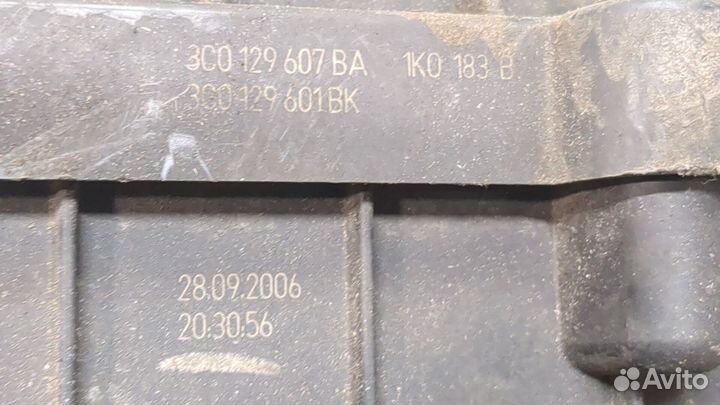 3C0 129 607 BA 1K0 183 B
3C0 129 601 BK
28.09.2006
20.30.56
Avito